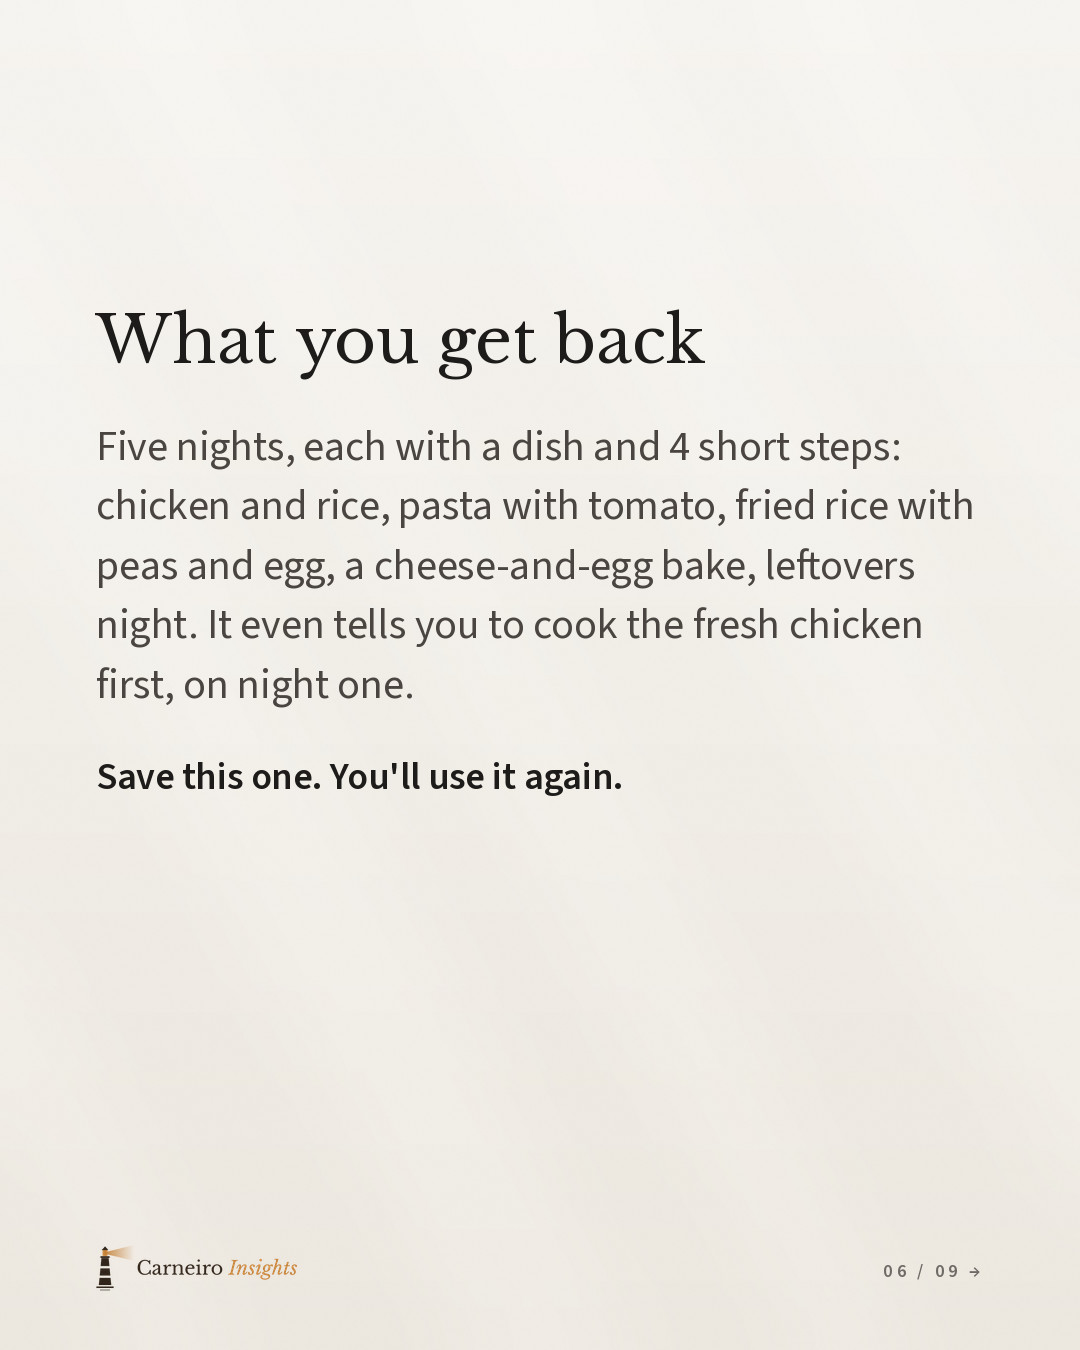 What you get back
Five nights, each with a dish and 4 short steps:
chicken and rice, pasta with tomato, fried rice with
peas and egg, a cheese-and-egg bake, leftovers
night. It even tells you to cook the fresh chicken
first, on night one.
Save this one. You'll use it again.
Carneiro Insights
06 / 09 →